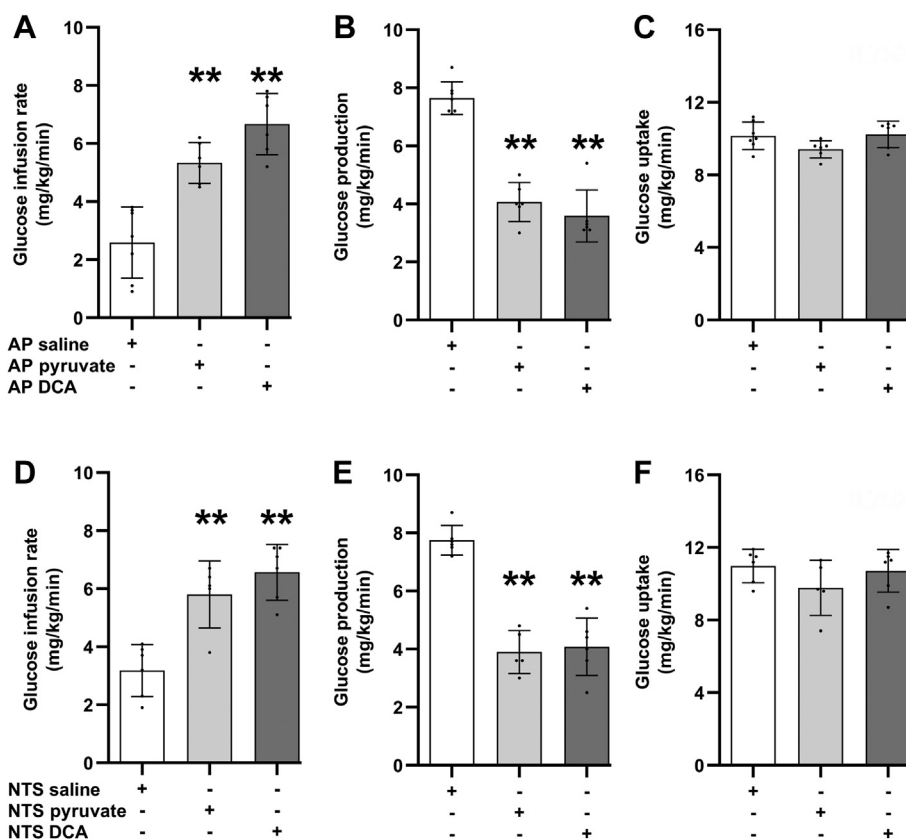 A
B
C
Glucose infusion rate
(mg/kg/min)
10
8
6
4
2
0
** **
Glucose production
(mg/kg/min)
10
8
6
4
2
0
** **
Glucose uptake
(mg/kg/min)
16
12
8
4
0
AP saline + - - + - - + - -
AP pyruvate - + - - + - - + -
AP DCA - - + - - + - - +
D
E
F
Glucose infusion rate
(mg/kg/min)
10
8
6
4
2
0
** **
Glucose production
(mg/kg/min)
10
8
6
4
2
0
** **
Glucose uptake
(mg/kg/min)
16
12
8
4
0
NTS saline + - - + - - + - -
NTS pyruvate - + - - + - - + -
NTS DCA - - + - - + - - +